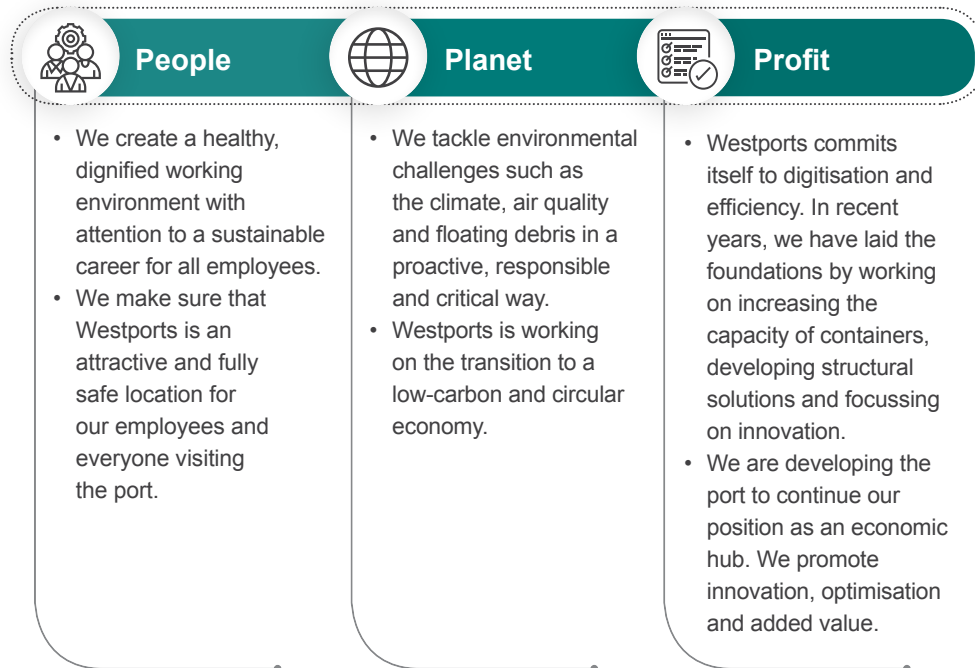 People
• We create a healthy,
dignified working
environment with
attention to a sustainable
career for all employees.
• We make sure that
Westports is an
attractive and fully
safe location for
our employees and
everyone visiting
the port.
Planet
• We tackle environmental
challenges such as
the climate, air quality
and floating debris in a
proactive, responsible
and critical way.
• Westports is working
on the transition to a
low-carbon and circular
economy.
Profit
• Westports commits
itself to digitisation and
efficiency. In recent
years, we have laid the
foundations by working
on increasing the
capacity of containers,
developing structural
solutions and focussing
on innovation.
• We are developing the
port to continue our
position as an economic
hub. We promote
innovation, optimisation
and added value.